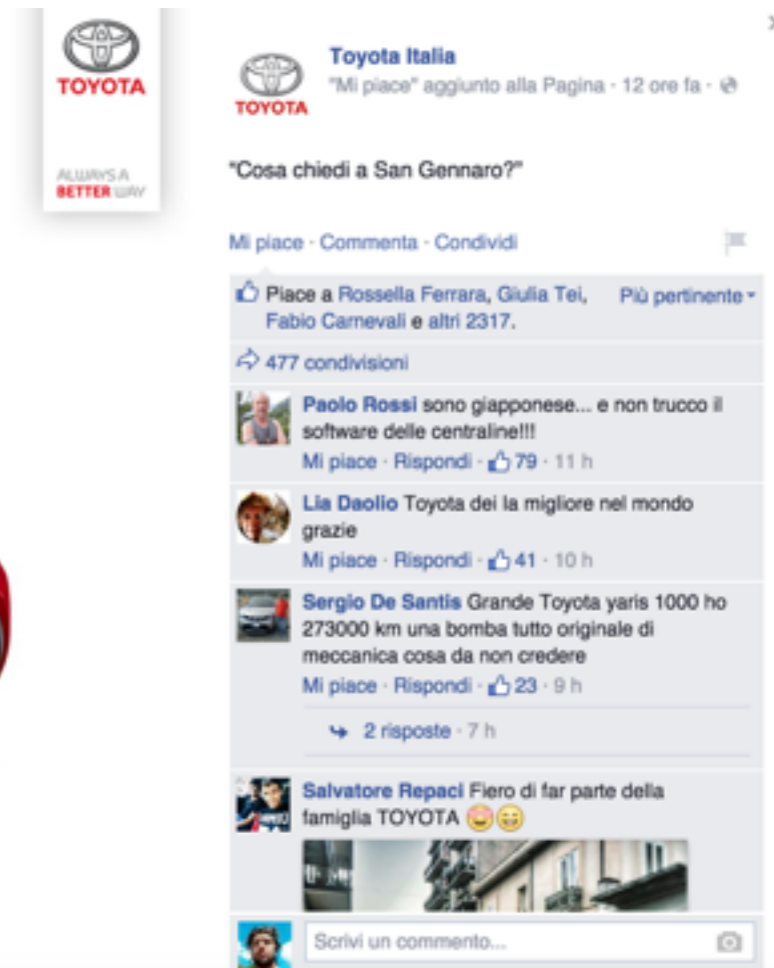 TOYOTA
ALWAYS A
BETTER WAY
TOYOTA
Toyota Italia
"Mi piace" aggiunto alla Pagina · 12 ore fa ·
"Cosa chiedi a San Gennaro?"
Mi piace · Commenta · Condividi
Piace a Rossella Ferrara, Giulia Tei,
Fabio Carnevali e altri 2317.
Più pertinente
477 condivisioni
Paolo Rossi sono giapponese... e non trucco il
software delle centraline!!!
Mi piace · Rispondi · 79 · 11 h
Lia Daolio Toyota dei la migliore nel mondo
grazie
Mi piace · Rispondi · 41 · 10 h
Sergio De Santis Grande Toyota yaris 1000 ho
273000 km una bomba tutto originale di
meccanica cosa da non credere
Mi piace · Rispondi · 23 · 9 h
2 risposte · 7 h
Salvatore Repaci Fiero di far parte della
famiglia TOYOTA
Scrivi un commento...